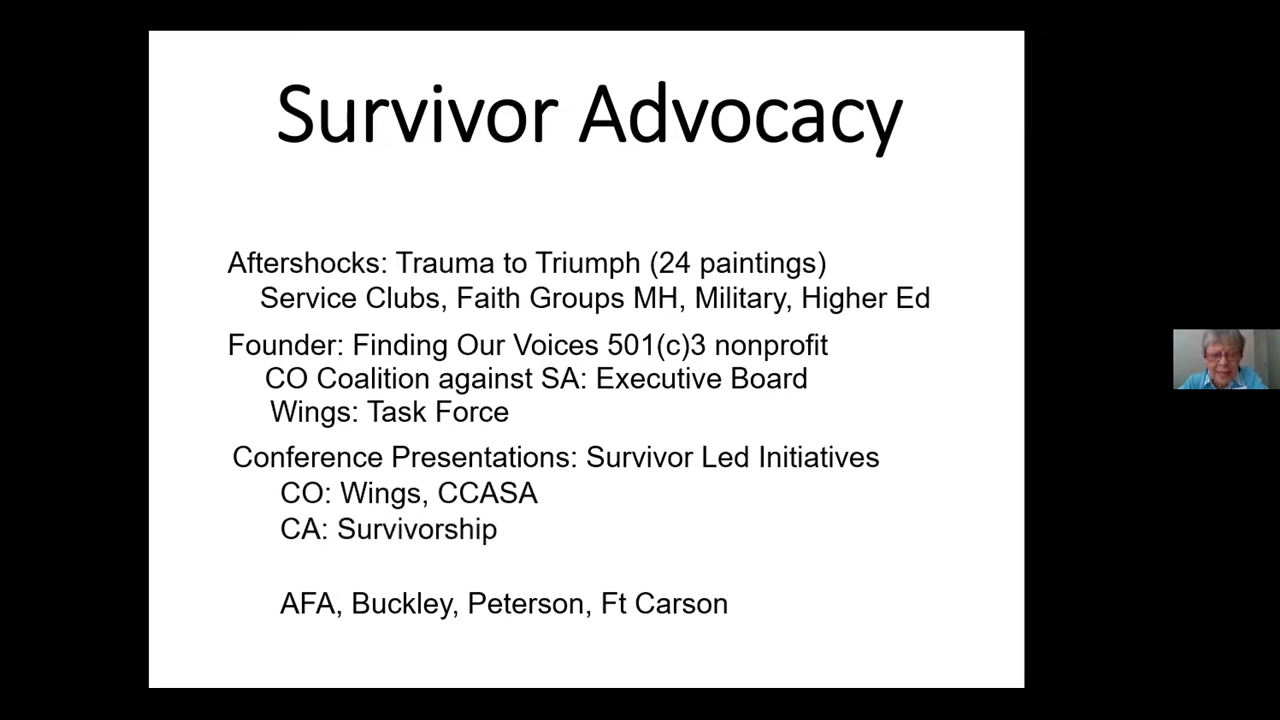 Survivor Advocacy
Aftershocks: Trauma to Triumph (24 paintings)
Service Clubs, Faith Groups MH, Military, Higher Ed
Founder: Finding Our Voices 501(c)3 nonprofit
CO Coalition against SA: Executive Board
Wings: Task Force
Conference Presentations: Survivor Led Initiatives
CO: Wings, CCASA
CA: Survivorship
AFA, Buckley, Peterson, Ft Carson